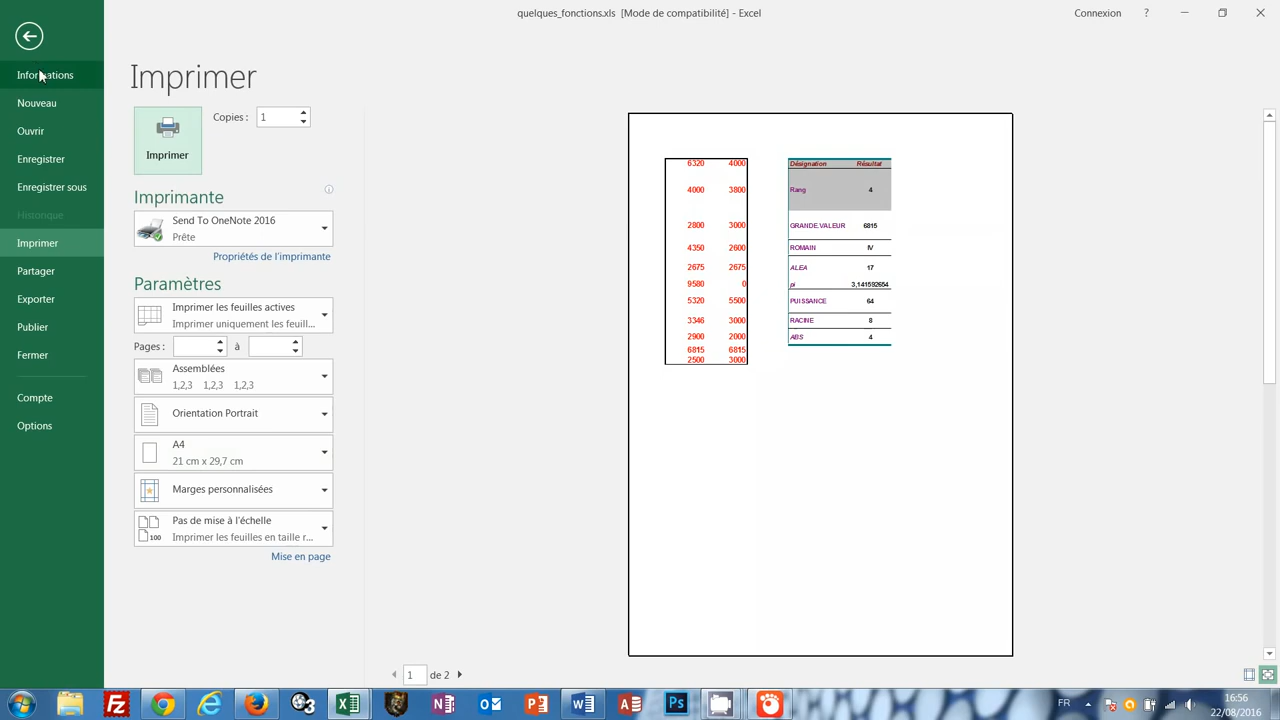 quelques_fonctions.xls [Mode de compatibilité] - Excel
Connexion
?
Informations
Nouveau
Ouvrir
Enregistrer
Enregistrer sous
Historique
Imprimer
Partager
Exporter
Publier
Fermer
Compte
Options
Imprimer
Imprimer
Copies :
1
Imprimante
Send To OneNote 2016
Prête
Propriétés de l'imprimante
Paramètres
Imprimer les feuilles actives
Imprimer uniquement les feuill...
Pages :
à
Assemblées
1,2,3 1,2,3 1,2,3
Orientation Portrait
A4
21 cm x 29,7 cm
Marges personnalisées
Pas de mise à l'échelle
Imprimer les feuilles en taille r...
100
Mise en page
6320 4000
4000 3800
2800 3000
4350 2600
2675 2675
9580 0
5320 5500
3346 3000
2900 2000
6815 6815
2500 3000
Désignation Résultat
Rang 4
GRANDE.VALEUR 6815
ROMAIN IV
ALEA 17
pi 3,141592654
PUISSANCE 64
RACINE 8
ABS 4
1 de 2
FR
16:56
22/08/2016